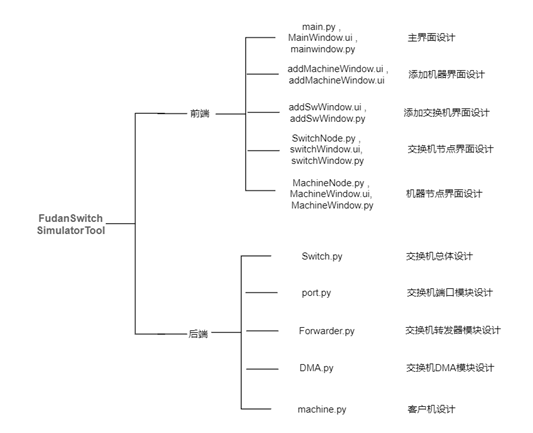 main.py ,
MainWindow.ui ,
mainwindow.py
主界面设计
addMachineWindow.ui ,
addMachineWindow.ui
添加机器界面设计
前端
addSwWindow.ui ,
addSwWindow.py
添加交换机界面设计
SwitchNode.py ,
switchWindow.ui,
switchWindow.py
交换机节点界面设计
MachineNode.py ,
MachineWindow.ui,
MachineWindow.py
机器节点界面设计
FudanSwitch
SimulatorTool
Switch.py
交换机总体设计
port.py
交换机端口模块设计
后端
Forwarder.py
交换机转发器模块设计
DMA.py
交换机DMA模块设计
machine.py
客户机设计